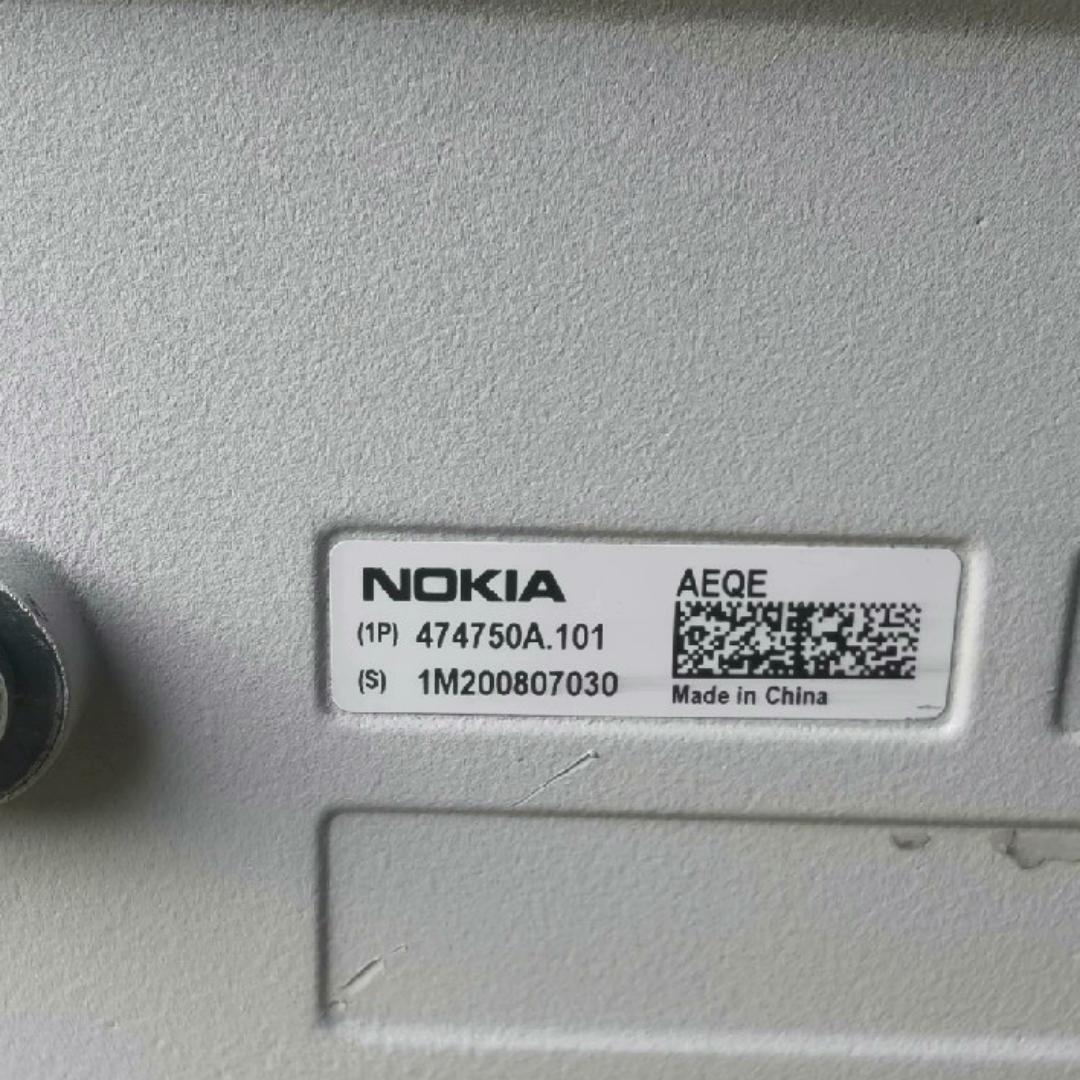 NOKIA
(1P) 474750A.101
(S) 1M200807030
AEQE
Made in China